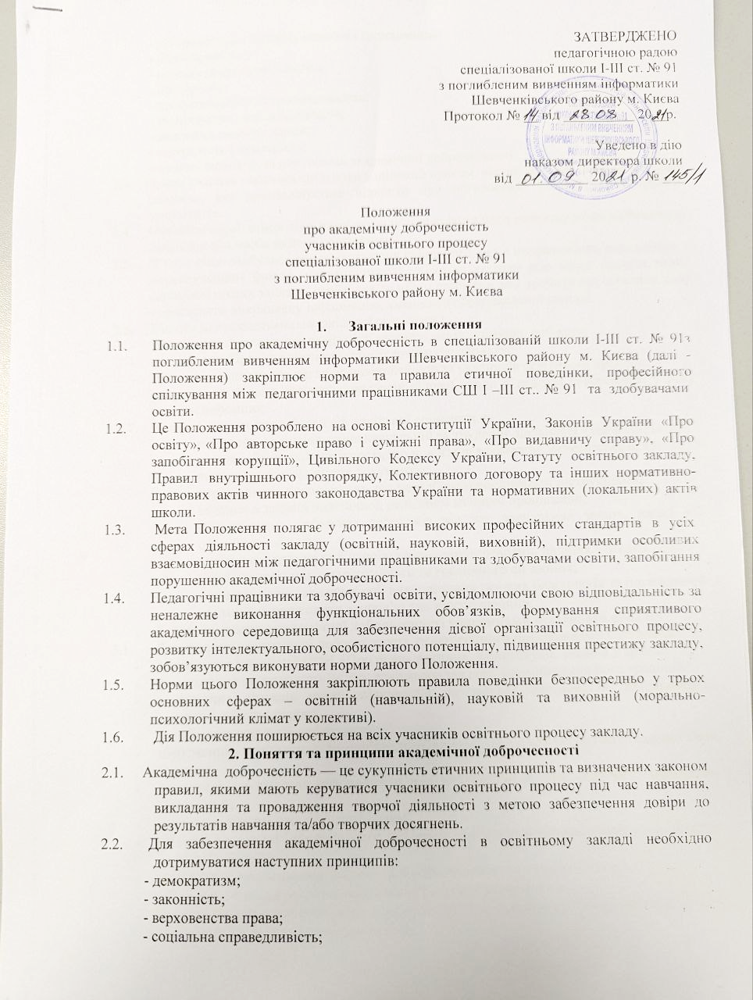 ЗАТВЕРДЖЕНО
педагогічною радою
спеціалізованої школи І-ІІІ ст. № 91
з поглибленим вивченням інформатики
Шевченківського району м. Києва
Протокол № 14 від 28 08 2021р.
З ПОГЛИБЛЕНИМ ВИВЧЕННЯМ
ІНФОРМАТИКИ ШЕВЧЕНКІВСЬКОГО
РАЙОНУ М.КИЄВА
Уведено в дію
наказом директора школи
від 01.09 2021 р. № 145/1
Положення
про академічну доброчесність
учасників освітнього процесу
спеціалізованої школи І-ІІІ ст. № 91
з поглибленим вивченням інформатики
Шевченківського району м. Києва
1. Загальні положення
1.1. Положення про академічну доброчесність в спеціалізованій школи І-ІІІ ст. № 91з
поглибленим вивченням інформатики Шевченківського району м. Києва (далі -
Положення) закріплює норми та правила етичної поведінки, професійного
спілкування між педагогічними працівниками СШ І –ІІІ ст.. № 91 та здобувачами
освіти.
1.2. Це Положення розроблено на основі Конституції України, Законів України «Про
освіту», «Про авторське право і суміжні права», «Про видавничу справу», «Про
запобігання корупції», Цивільного Кодексу України, Статуту освітнього закладу,
Правил внутрішнього розпорядку, Колективного договору та інших нормативно-
правових актів чинного законодавства України та нормативних (локальних) актів
школи.
1.3. Мета Положення полягає у дотриманні високих професійних стандартів в усіх
сферах діяльності закладу (освітній, науковій, виховній), підтримки особливих
взаємовідносин між педагогічними працівниками та здобувачами освіти, запобігання
порушенню академічної доброчесності.
1.4. Педагогічні працівники та здобувачі освіти, усвідомлюючи свою відповідальність за
неналежне виконання функціональних обов’язків, формування сприятливого
академічного середовища для забезпечення дієвої організації освітнього процесу,
розвитку інтелектуального, особистісного потенціалу, підвищення престижу закладу,
зобов’язуються виконувати норми даного Положення.
1.5. Норми цього Положення закріплюють правила поведінки безпосередньо у трьох
основних сферах – освітній (навчальній), науковій та виховній (морально-
психологічний клімат у колективі).
1.6. Дія Положення поширюється на всіх учасників освітнього процесу закладу.
2. Поняття та принципи академічної доброчесності
2.1. Академічна доброчесність — це сукупність етичних принципів та визначених законом
правил, якими мають керуватися учасники освітнього процесу під час навчання,
викладання та провадження творчої діяльності з метою забезпечення довіри до
результатів навчання та/або творчих досягнень.
2.2. Для забезпечення академічної доброчесності в освітньому закладі необхідно
дотримуватися наступних принципів:
- демократизм;
- законність;
- верховенства права;
- соціальна справедливість;